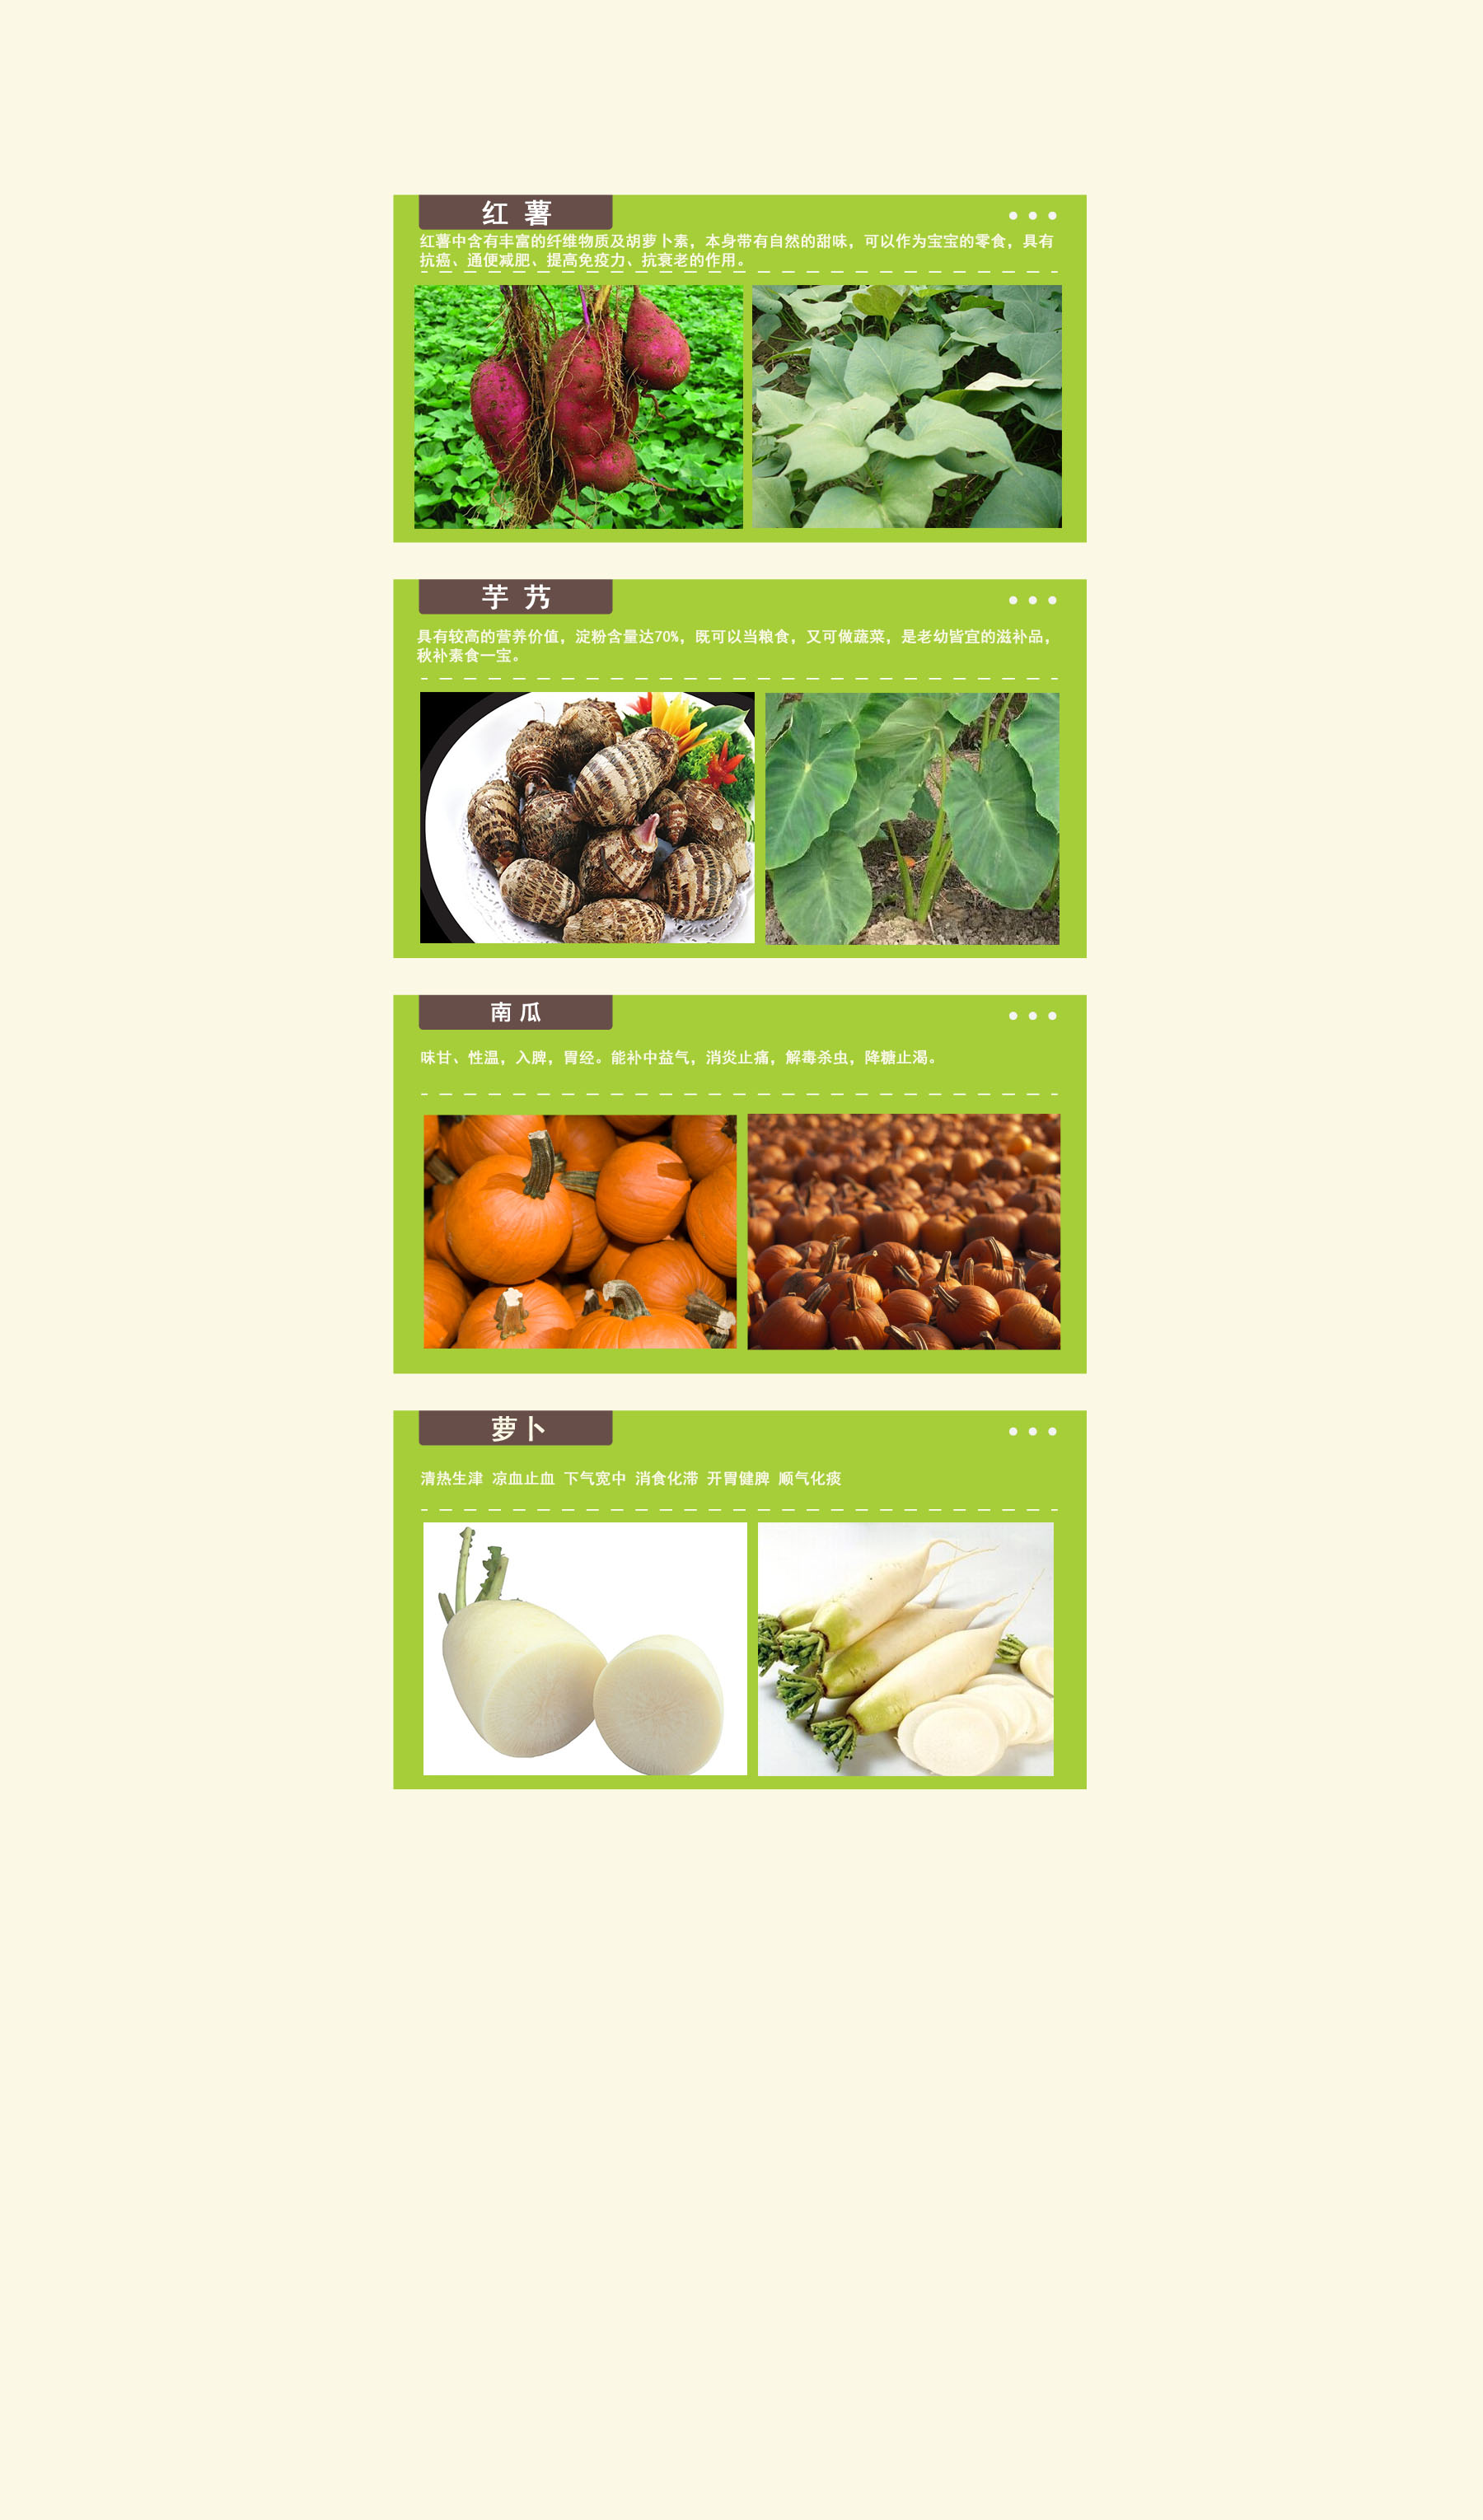 红 薯
红薯中含有丰富的纤维物质及胡萝卜素，本身带有自然的甜味，可以作为宝宝的零食，具有
抗癌、通便减肥、提高免疫力、抗衰老的作用。
芋 艿
具有较高的营养价值，淀粉含量达70%，既可以当粮食，又可做蔬菜，是老幼皆宜的滋补品，
秋补素食一宝。
南 瓜
味甘、性温，入脾，胃经。能补中益气，消炎止痛，解毒杀虫，降糖止渴。
萝卜
清热生津 凉血止血 下气宽中 消食化滞 开胃健脾 顺气化痰